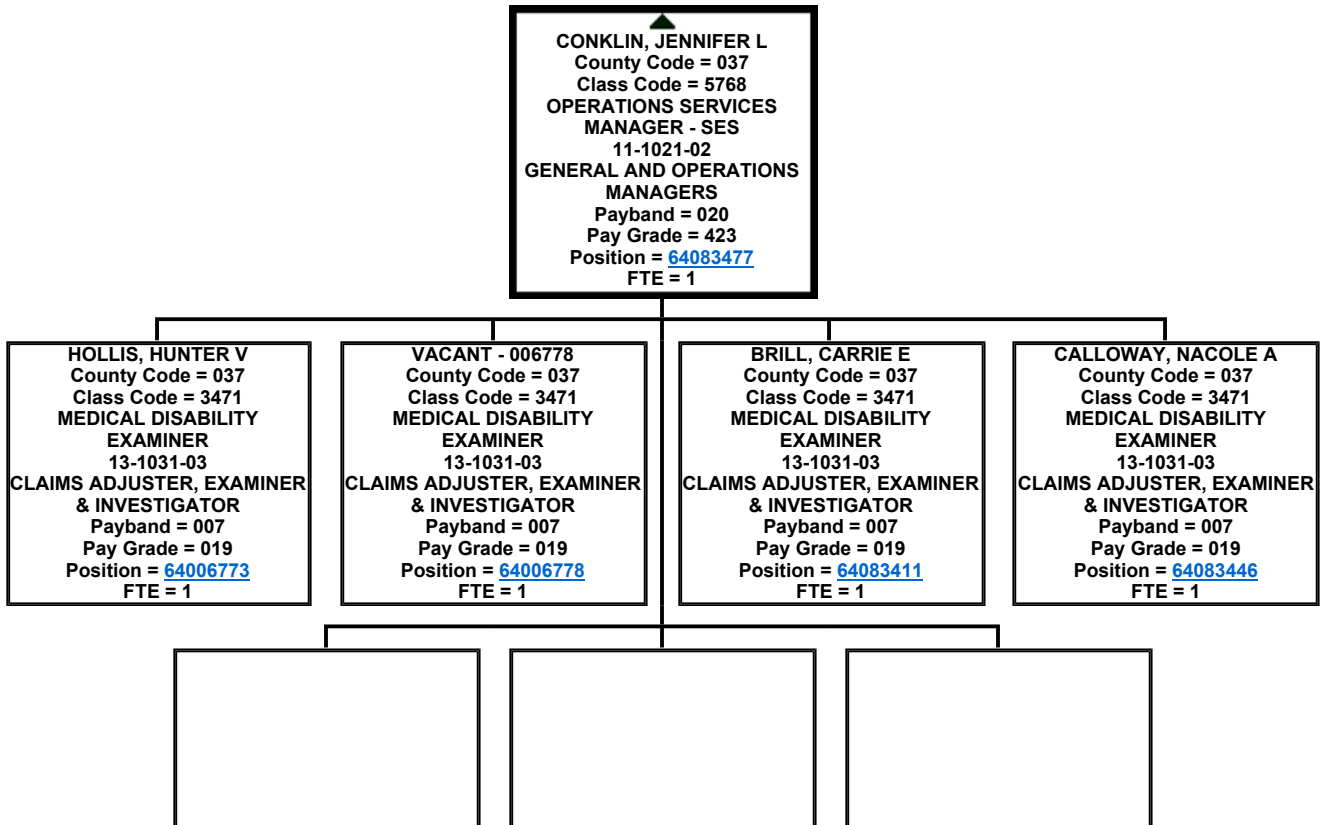 CONKLIN, JENNIFER L
County Code = 037
Class Code = 5768
OPERATIONS SERVICES
MANAGER - SES
11-1021-02
GENERAL AND OPERATIONS
MANAGERS
Payband = 020
Pay Grade = 423
Position = 64083477
FTE = 1
HOLLIS, HUNTER V
County Code = 037
Class Code = 3471
MEDICAL DISABILITY
EXAMINER
13-1031-03
CLAIMS ADJUSTER, EXAMINER
& INVESTIGATOR
Payband = 007
Pay Grade = 019
Position = 64006773
FTE = 1
VACANT - 006778
County Code = 037
Class Code = 3471
MEDICAL DISABILITY
EXAMINER
13-1031-03
CLAIMS ADJUSTER, EXAMINER
& INVESTIGATOR
Payband = 007
Pay Grade = 019
Position = 64006778
FTE = 1
BRILL, CARRIE E
County Code = 037
Class Code = 3471
MEDICAL DISABILITY
EXAMINER
13-1031-03
CLAIMS ADJUSTER, EXAMINER
& INVESTIGATOR
Payband = 007
Pay Grade = 019
Position = 64083411
FTE = 1
CALLOWAY, NACOLE A
County Code = 037
Class Code = 3471
MEDICAL DISABILITY
EXAMINER
13-1031-03
CLAIMS ADJUSTER, EXAMINER
& INVESTIGATOR
Payband = 007
Pay Grade = 019
Position = 64083446
FTE = 1